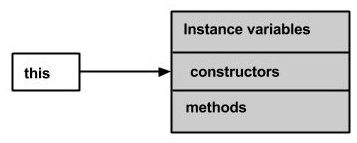 Instance variables
this
constructors
methods